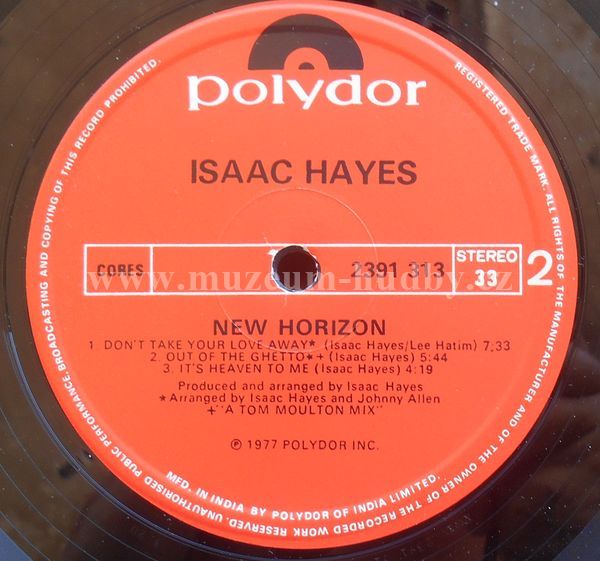 polydor
ISAAC HAYES
CORES 2391 313 STEREO 33 2
www.muzeum-hudby.cz
NEW HORIZON
1. DON'T TAKE YOUR LOVE AWAY* (Isaac Hayes/Lee Hatim) 7;33
2. OUT OF THE GHETTO*+ (Isaac Hayes) 5:44
3. IT'S HEAVEN TO ME (Isaac Hayes) 4:19
Produced and arranged by Isaac Hayes
*Arranged by Isaac Hayes and Johnny Allen
+"A TOM MOULTON MIX"
℗ 1977 POLYDOR INC.
MFD. IN INDIA BY POLYDOR OF INDIA LIMITED.
REGISTERED TRADE MARK. ALL RIGHTS OF THE MANUFACTURER AND OF THE OWNER OF THE RECORDED WORK RESERVED. UNAUTHORISED PUBLIC PERFORMANCE, BROADCASTING AND COPYING OF THIS RECORD PROHIBITED.